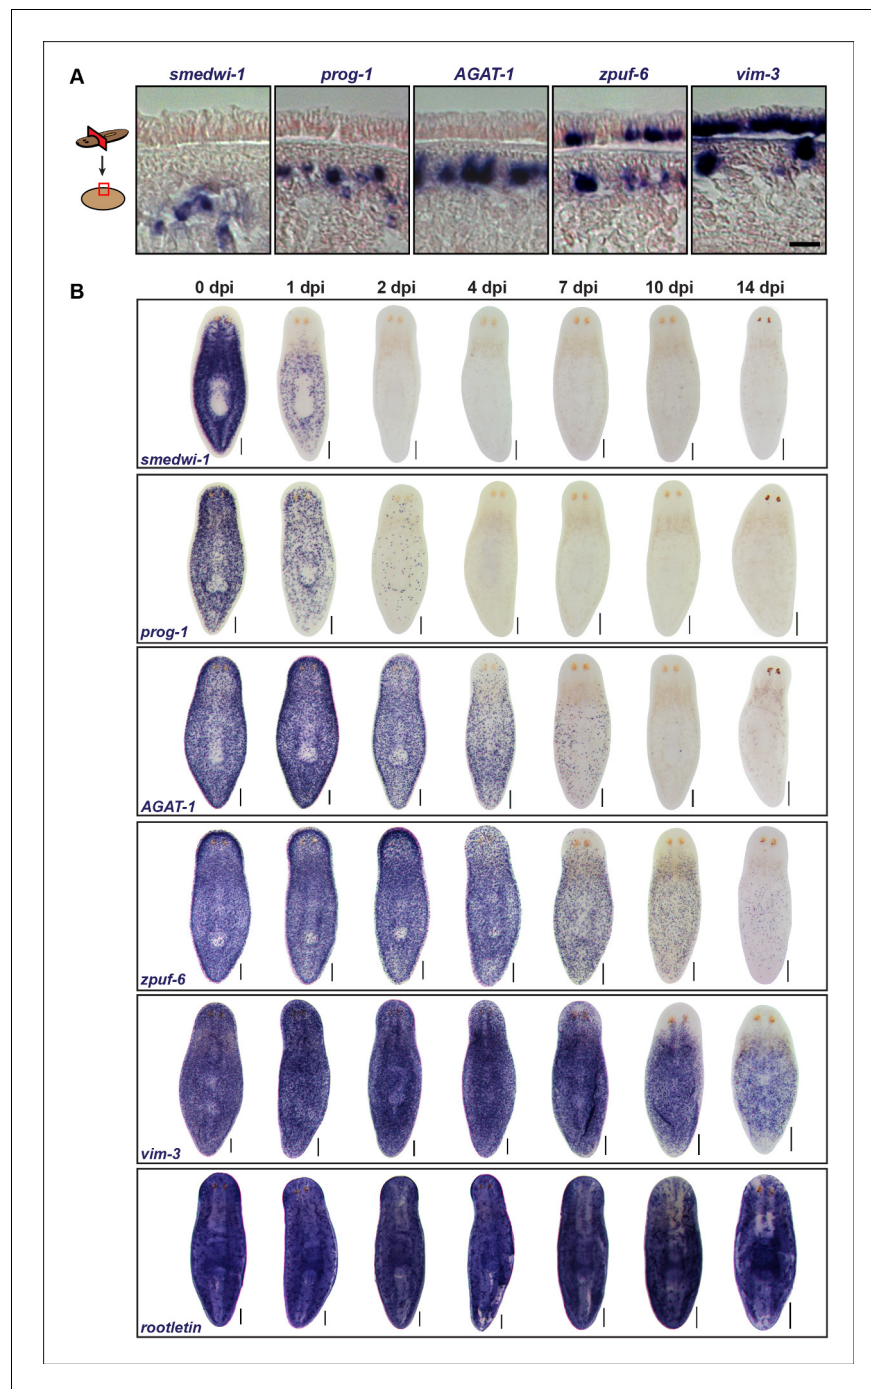 A
smedwi-1 prog-1 AGAT-1 zpuf-6 vim-3
B
0 dpi 1 dpi 2 dpi 4 dpi 7 dpi 10 dpi 14 dpi
smedwi-1
prog-1
AGAT-1
zpuf-6
vim-3
rootletin